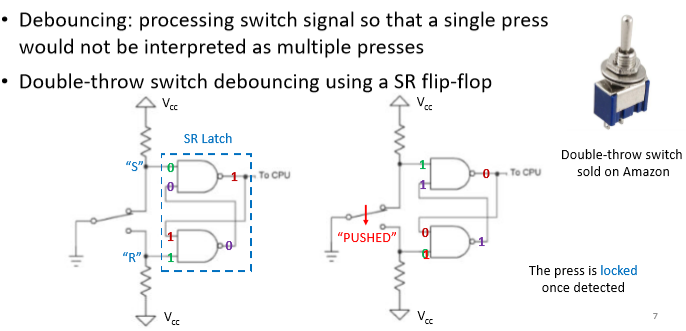 • Debouncing: processing switch signal so that a single press
would not be interpreted as multiple presses
• Double-throw switch debouncing using a SR flip-flop
Vcc
SR Latch
"S"
0
0
1
To CPU
1
0
"R"
1
Vcc
Vcc
1
1
0
To CPU
"PUSHED"
0
1
Vcc
Double-throw switch
sold on Amazon
The press is locked
once detected
7